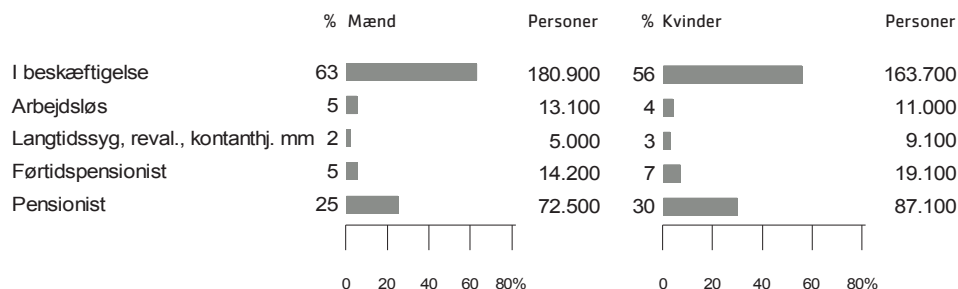 % Mænd Personer % Kvinder Personer
I beskæftigelse 63 180.900 56 163.700
Arbejdsløs 5 13.100 4 11.000
Langtidssyg, reval., kontanthj. mm 2 5.000 3 9.100
Førtidspensionist 5 14.200 7 19.100
Pensionist 25 72.500 30 87.100
0 20 40 60 80% 0 20 40 60 80%